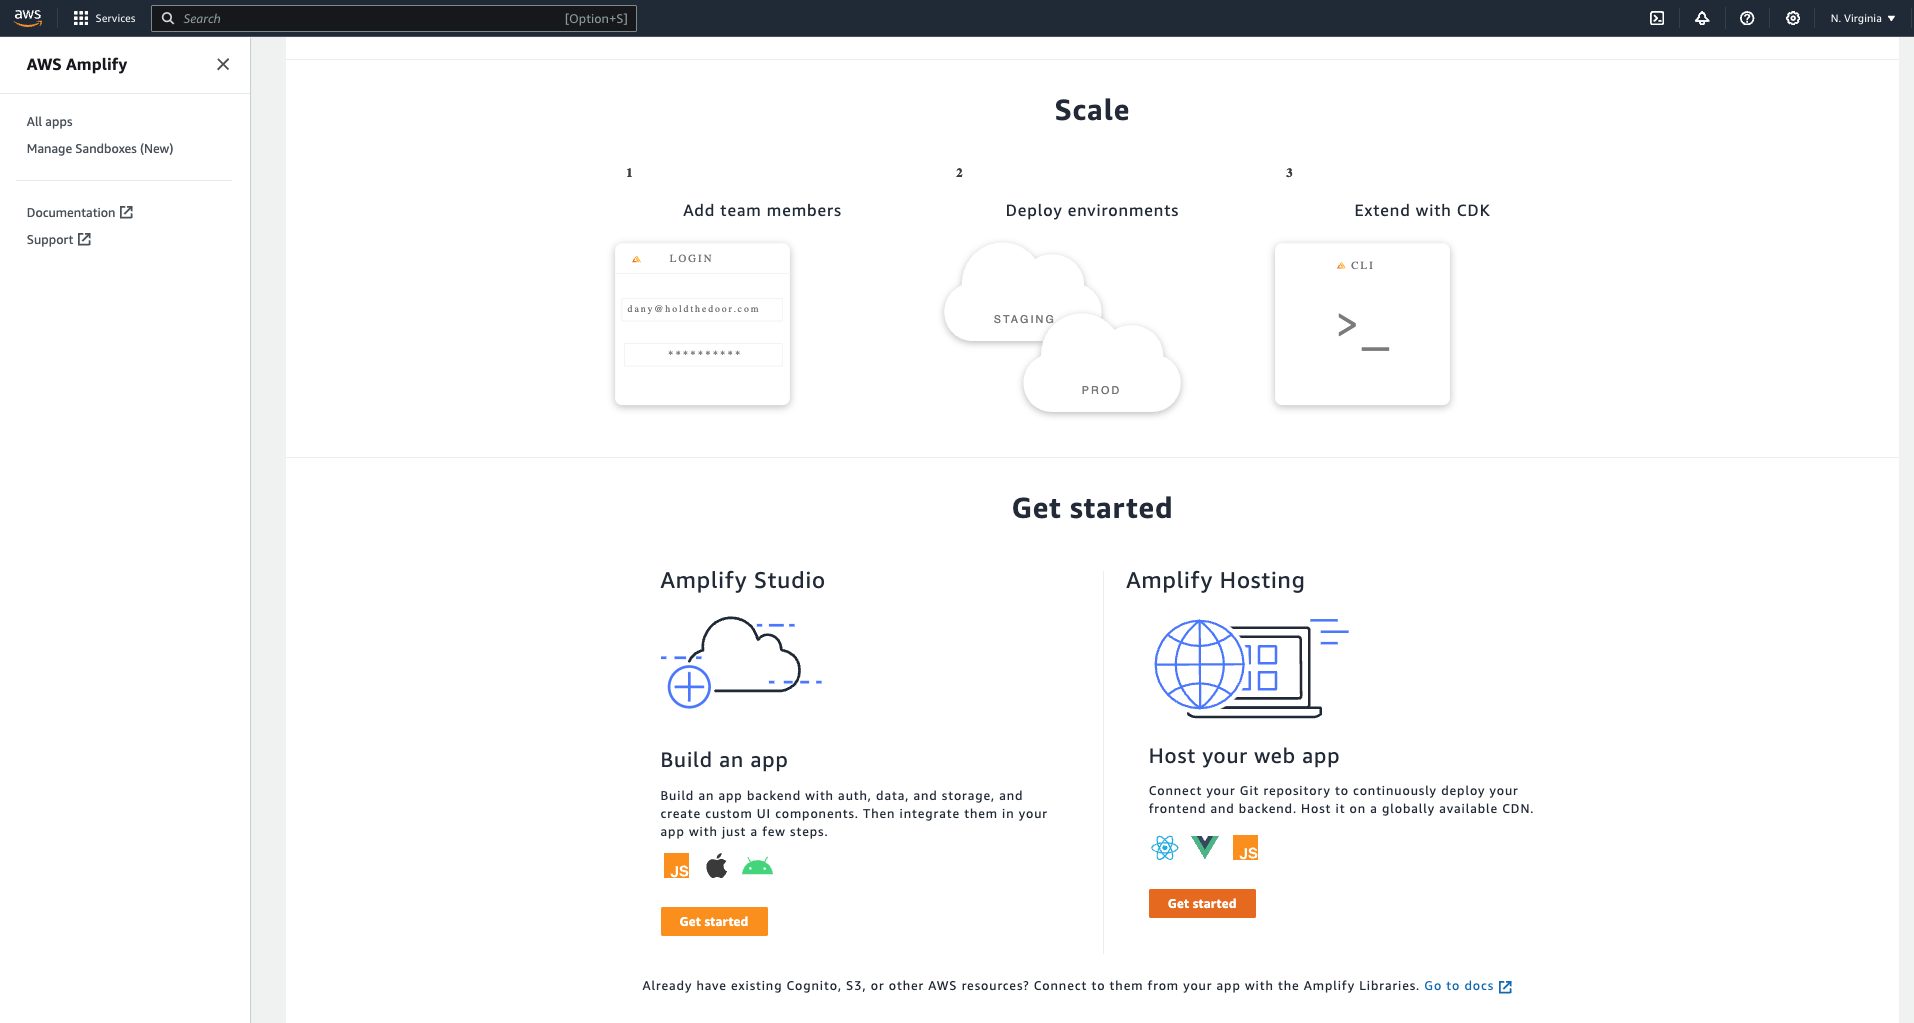 aws
Services
Search
[Option+S]
N. Virginia
AWS Amplify
All apps
Manage Sandboxes (New)
Documentation
Support
Scale
1
Add team members
LOGIN
dany@holdthedoor.com
**********
2
Deploy environments
STAGING
PROD
3
Extend with CDK
CLI
>_
Get started
Amplify Studio
Build an app
Build an app backend with auth, data, and storage, and
create custom UI components. Then integrate them in your
app with just a few steps.
JS
Get started
Amplify Hosting
Host your web app
Connect your Git repository to continuously deploy your
frontend and backend. Host it on a globally available CDN.
JS
Get started
Already have existing Cognito, S3, or other AWS resources? Connect to them from your app with the Amplify Libraries. Go to docs